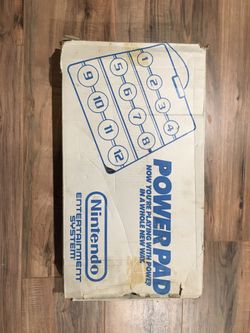 1
2
3
4
5
6
7
8
9
10
11
12
POWER PAD
NOW YOU'RE PLAYING WITH POWER
IN A WHOLE NEW WAY.
Nintendo
ENTERTAINMENT
SYSTEM